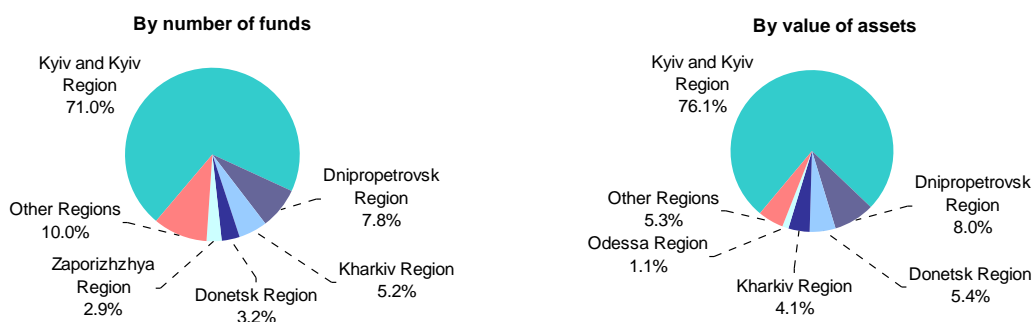 By number of funds
Kyiv and Kyiv
Region
71.0%
Dnipropetrovsk
Region
7.8%
Kharkiv Region
5.2%
Donetsk Region
3.2%
Zaporizhzhya
Region
2.9%
Other Regions
10.0%
By value of assets
Kyiv and Kyiv
Region
76.1%
Dnipropetrovsk
Region
8.0%
Donetsk Region
5.4%
Kharkiv Region
4.1%
Odessa Region
1.1%
Other Regions
5.3%